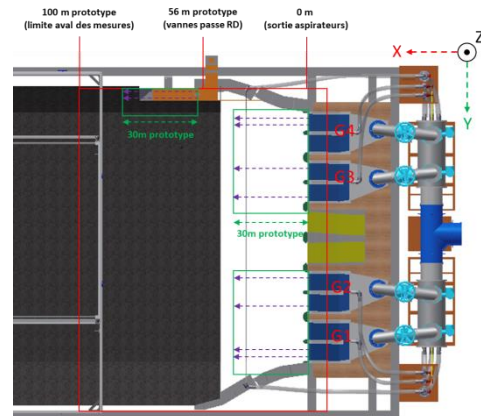 100 m prototype
(limite aval des mesures)
56 m prototype
(vannes passe RD)
0 m
(sortie aspirateurs)
X
Z
Y
30m prototype
G4
G3
30m prototype
G2
G1